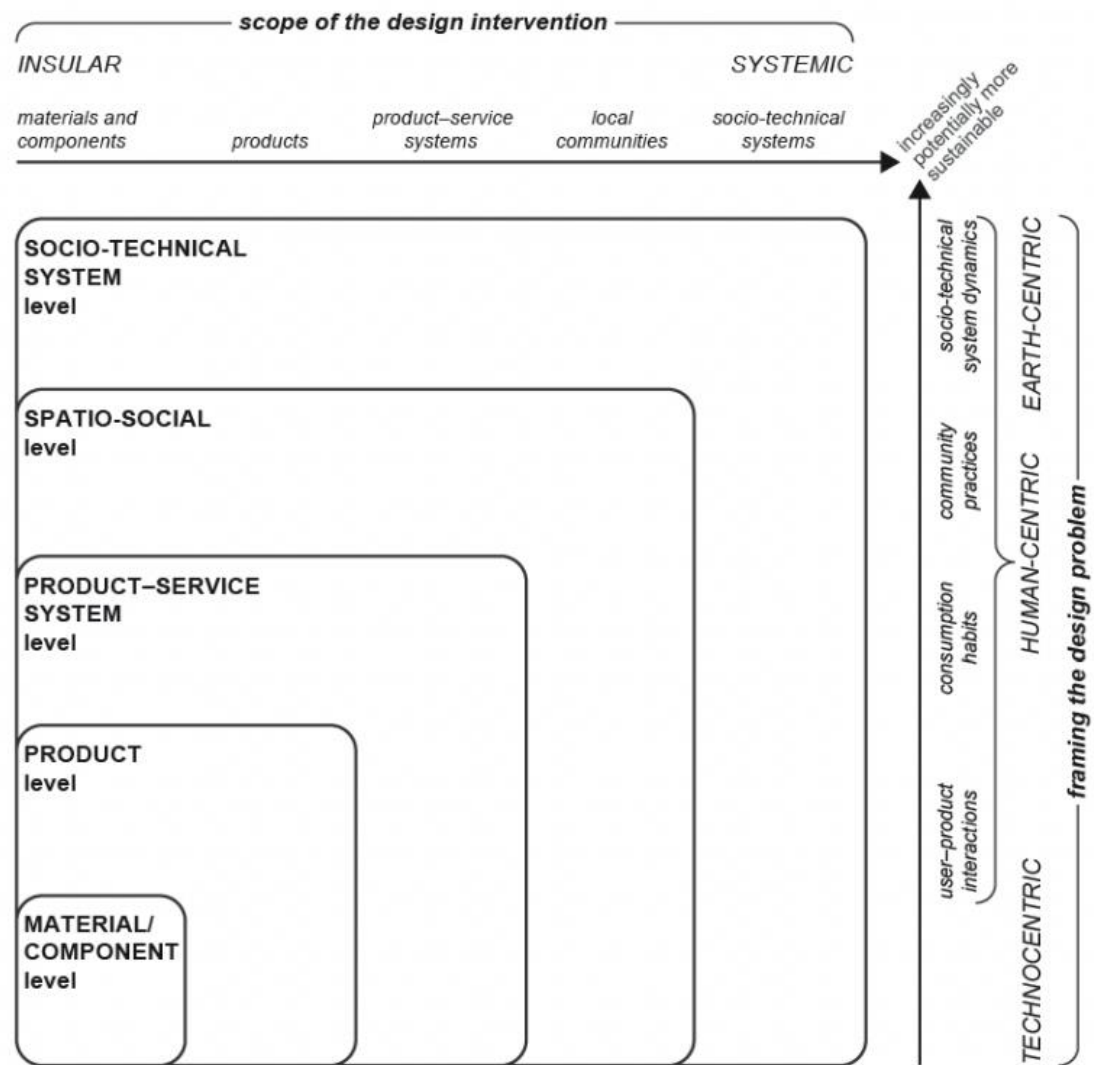 scope of the design intervention
INSULAR
SYSTEMIC
materials and
components
products
product–service
systems
local
communities
socio-technical
systems
increasingly
potentially more
sustainable
SOCIO-TECHNICAL
SYSTEM
level
SPATIO-SOCIAL
level
PRODUCT–SERVICE
SYSTEM
level
PRODUCT
level
MATERIAL/
COMPONENT
level
socio-technical
system dynamics
community
practices
consumption
habits
user–product
interactions
EARTH-CENTRIC
HUMAN-CENTRIC
TECHNOCENTRIC
framing the design problem